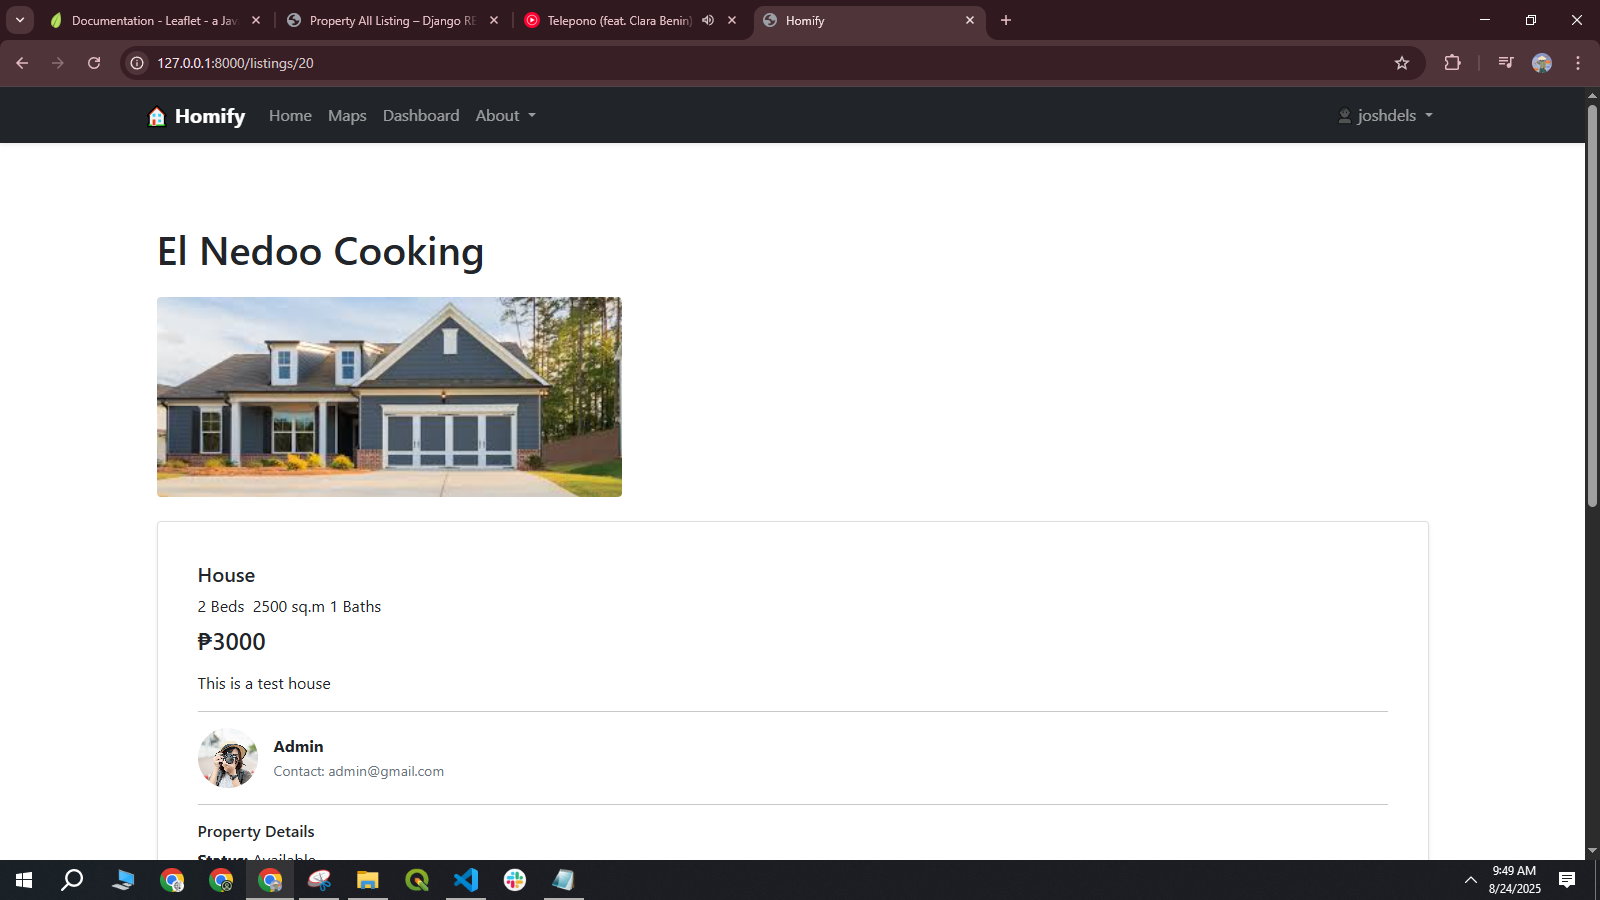 Documentation - Leaflet - a Jav
Property All Listing – Django RE
Telepono (feat. Clara Benin)
Homify
127.0.0.1:8000/listings/20
Homify
Home
Maps
Dashboard
About
joshdels
El Nedoo Cooking
House
2 Beds 2500 sq.m 1 Baths
₱3000
This is a test house
Admin
Contact: admin@gmail.com
Property Details
Status: Available
9:49 AM
8/24/2025